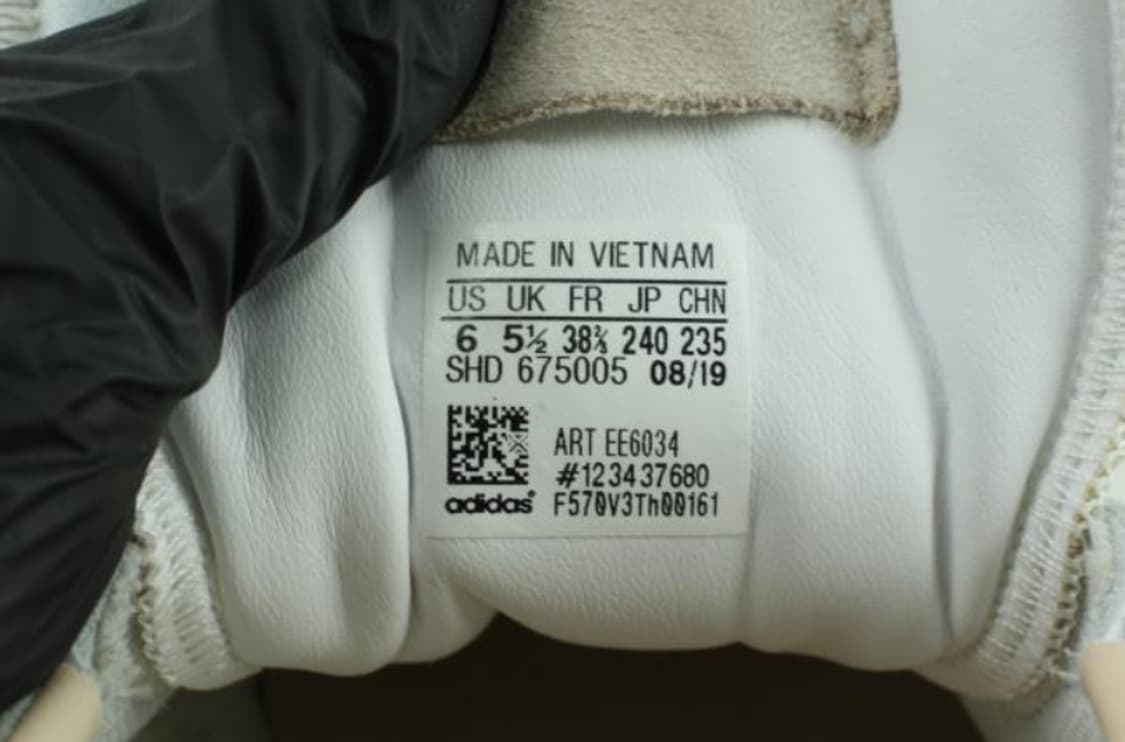 MADE IN VIETNAM
US UK FR JP CHN
6 5½ 38⅔ 240 235
SHD 675005 08/19
ART EE6034
#123437680
adidas® F570V3Th00161